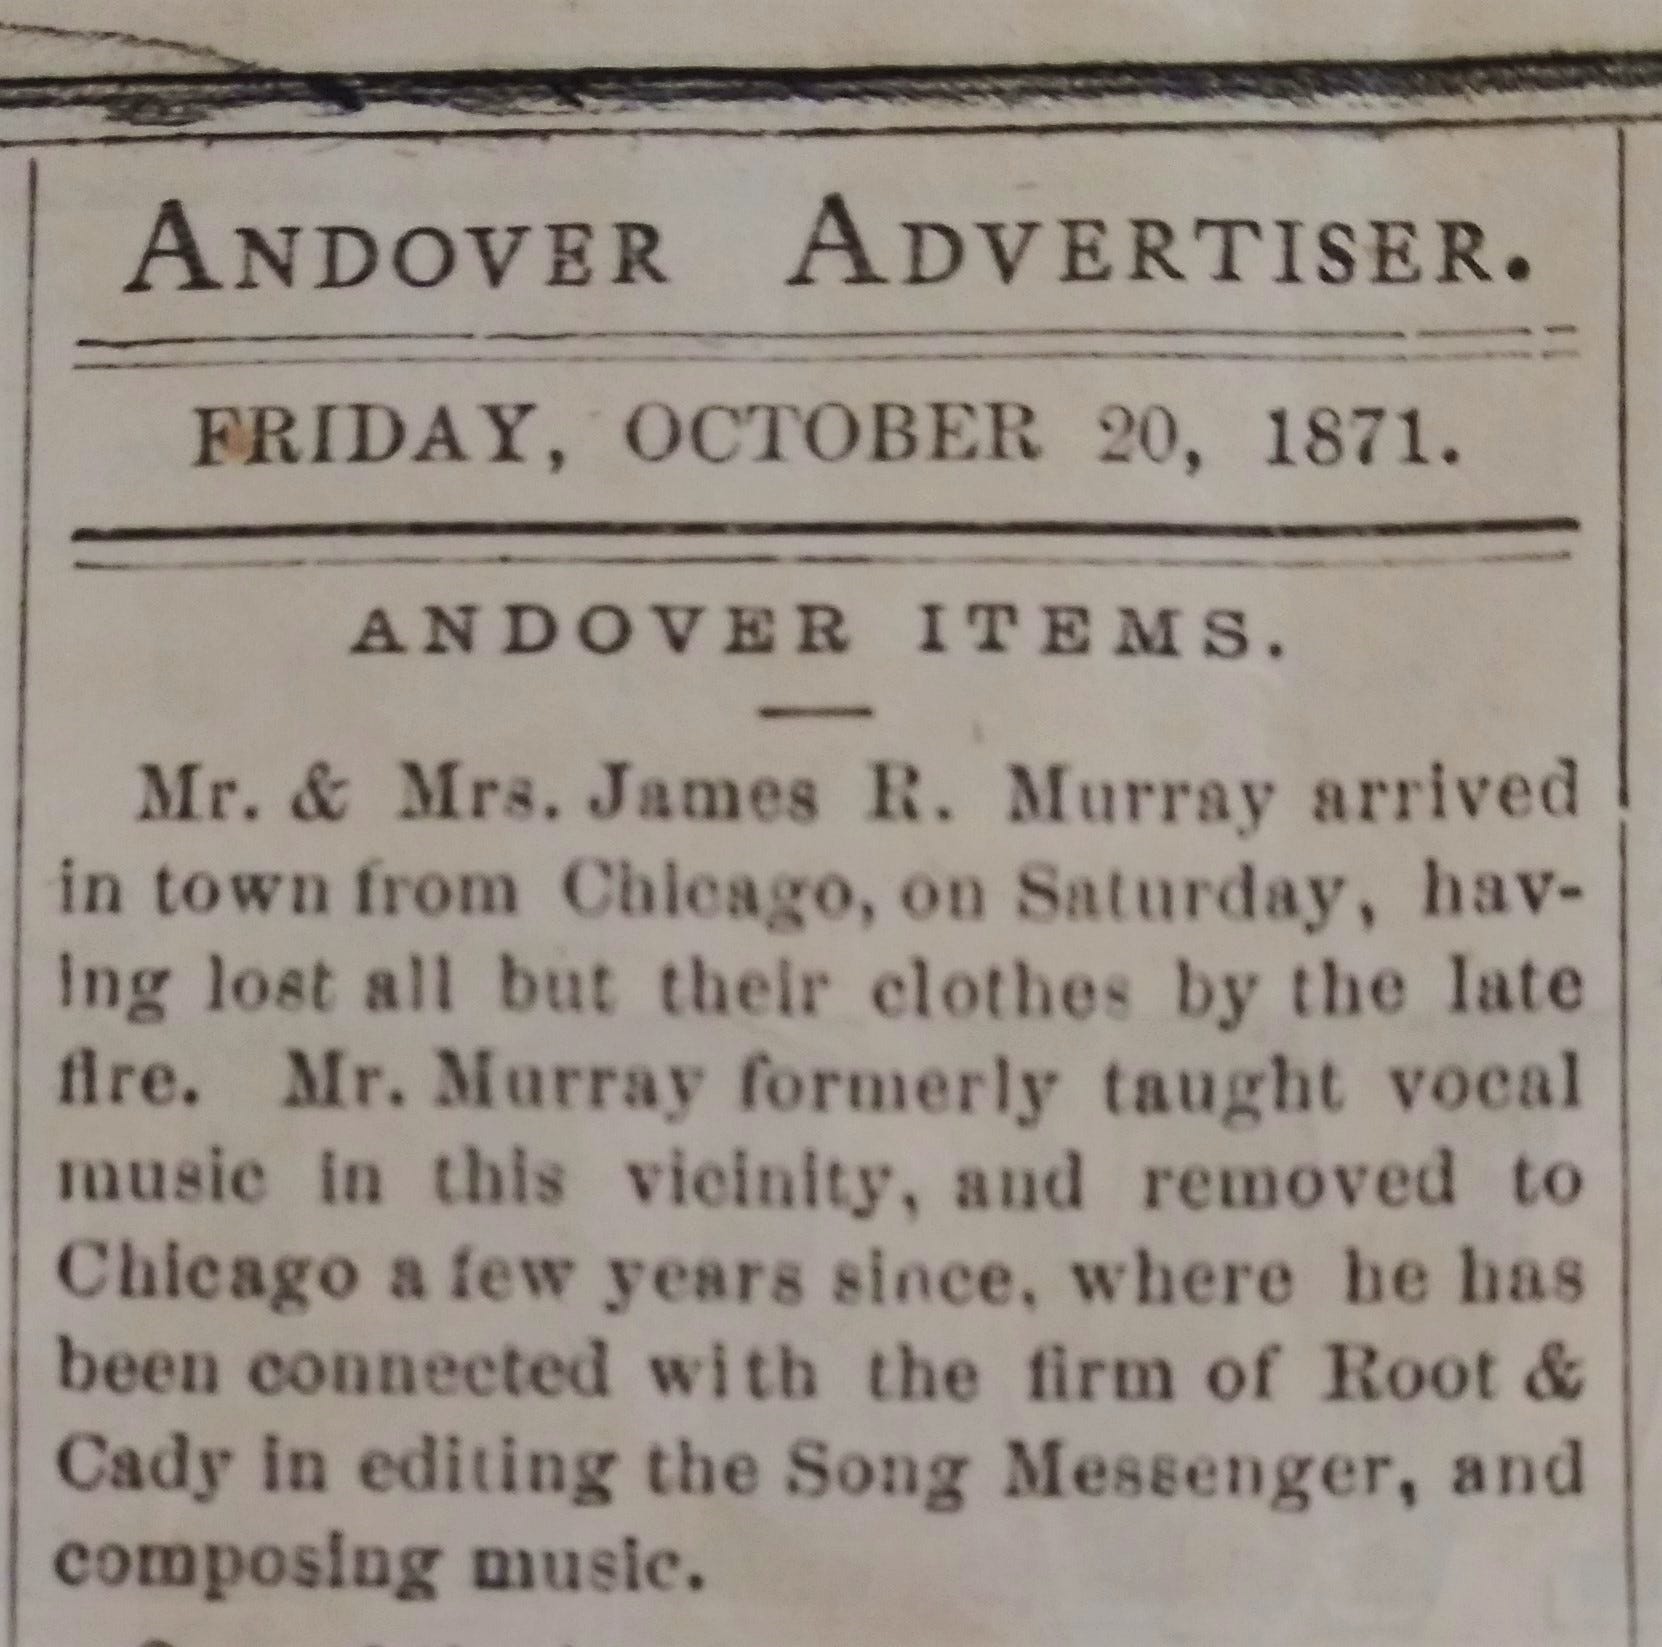 ANDOVER ADVERTISER.
FRIDAY, OCTOBER 20, 1871.
ANDOVER ITEMS.
Mr. & Mrs. James R. Murray arrived
in town from Chicago, on Saturday, hav-
ing lost all but their clothes by the late
fire. Mr. Murray formerly taught vocal
music in this vicinity, and removed to
Chicago a few years since, where he has
been connected with the firm of Root &
Cady in editing the Song Messenger, and
composing music.